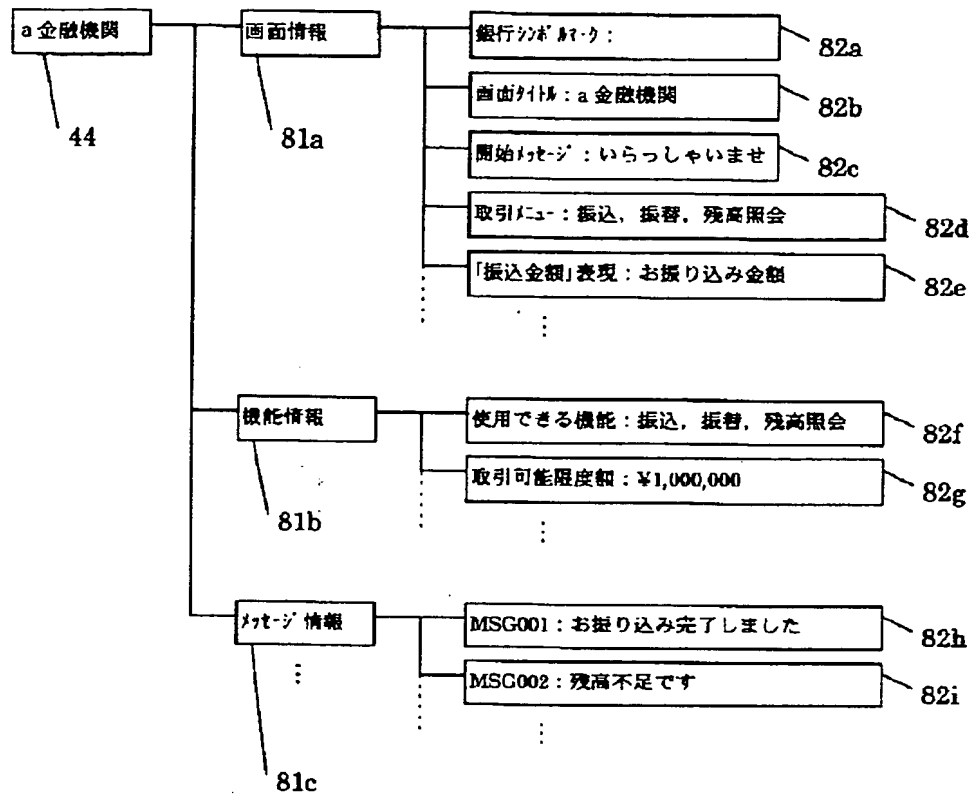 a 金融機関
44
画面情報
81a
銀行ｼﾝﾎﾞﾙﾏｰｸ：
82a
画面ﾀｲﾄﾙ：a 金融機関
82b
開始ﾒｯｾｰｼﾞ：いらっしゃいませ
82c
取引ﾒﾆｭｰ：振込，振替，残高照会
82d
「振込金額」表現：お振り込み金額
82e
機能情報
81b
使用できる機能：振込，振替，残高照会
82f
取引可能限度額：¥1,000,000
82g
ﾒｯｾｰｼﾞ情報
81c
MSG001：お振り込み完了しました
82h
MSG002：残高不足です
82i